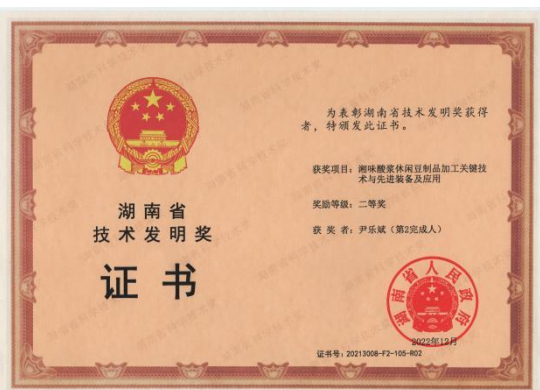 湖南省
技术发明奖
证书
为表彰湖南省技术发明奖获得
者,特颁发此证书。
获奖项目:湘味酸浆休闲豆制品加工关键技
术与先进装备及应用
奖励等级:二等奖
获 奖 者:尹乐斌(第2完成人)
湖南省人民政府
2022年12月
证书号:20213008-F2-105-R02